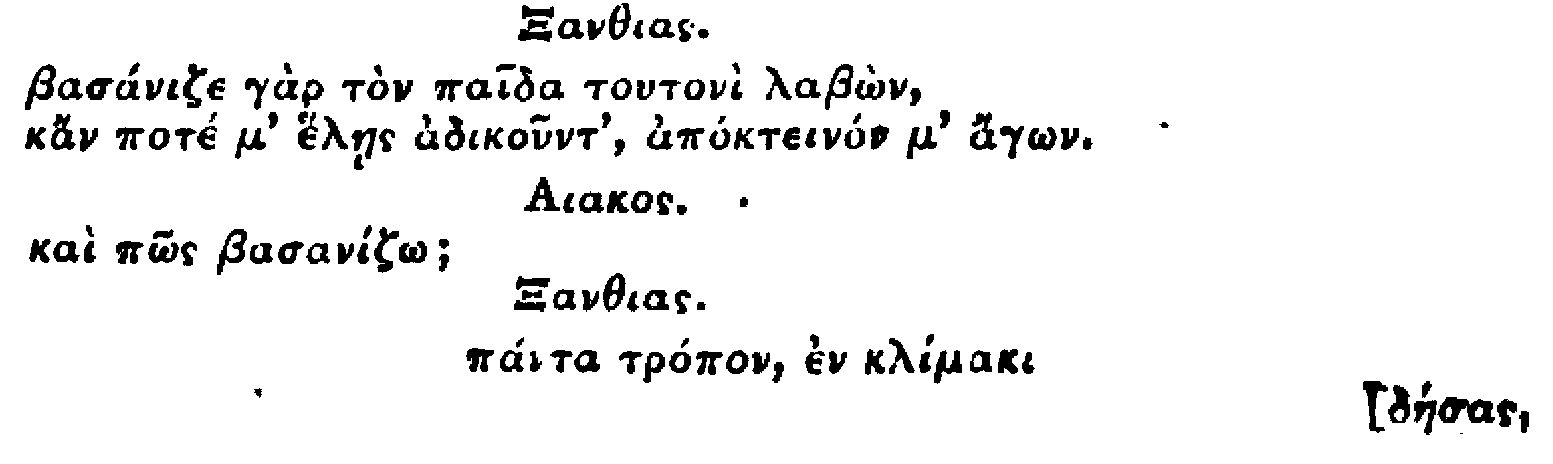 Ξανθιας.
βασάνιζε γὰρ τὸν παῖδα τουτονὶ λαβὼν,
κἄν ποτέ μ' ἕλῃς ἀδικοῦντ', ἀπόκτεινόν μ' ἄγων.
Αιακος.
καὶ πῶς βασανίζω;
Ξανθιας.
πάντα τρόπον, ἐν κλίμακι
[δήσας,